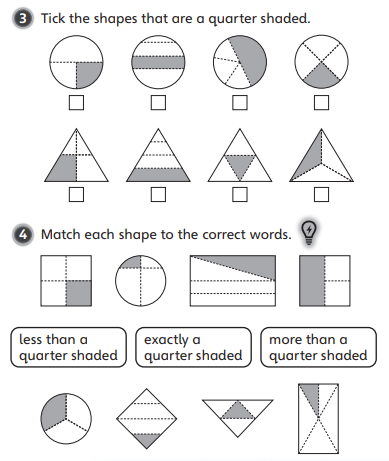 3 Tick the shapes that are a quarter shaded.
4 Match each shape to the correct words.
less than a
quarter shaded
exactly a
quarter shaded
more than a
quarter shaded